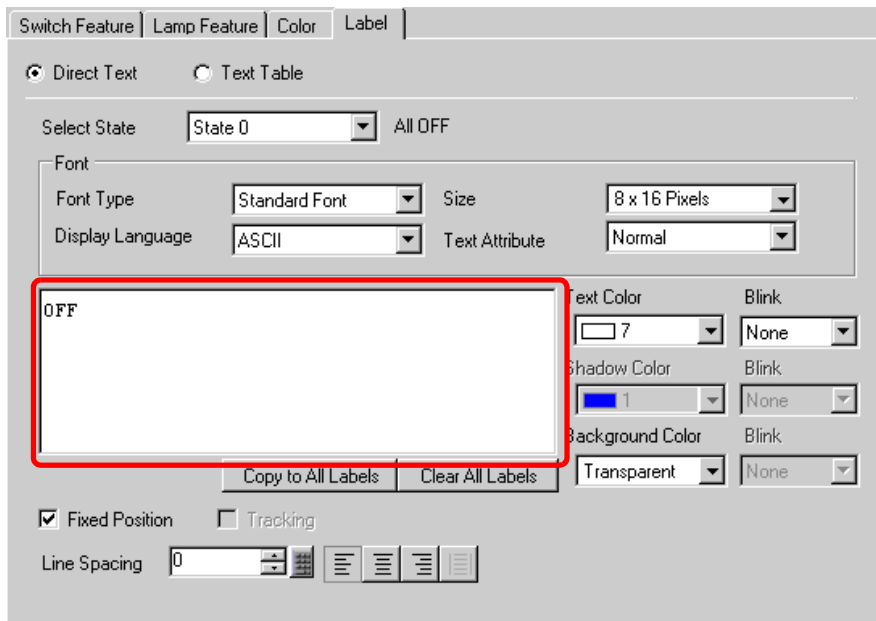 Switch Feature Lamp Feature Color Label
Direct Text Text Table
Select State State 0 All OFF
Font
Font Type Standard Font Size 8 x 16 Pixels
Display Language ASCII Text Attribute Normal
OFF
Text Color Blink
7 None
Shadow Color Blink
1 None
Background Color Blink
Transparent None
Copy to All Labels Clear All Labels
Fixed Position Tracking
Line Spacing 0